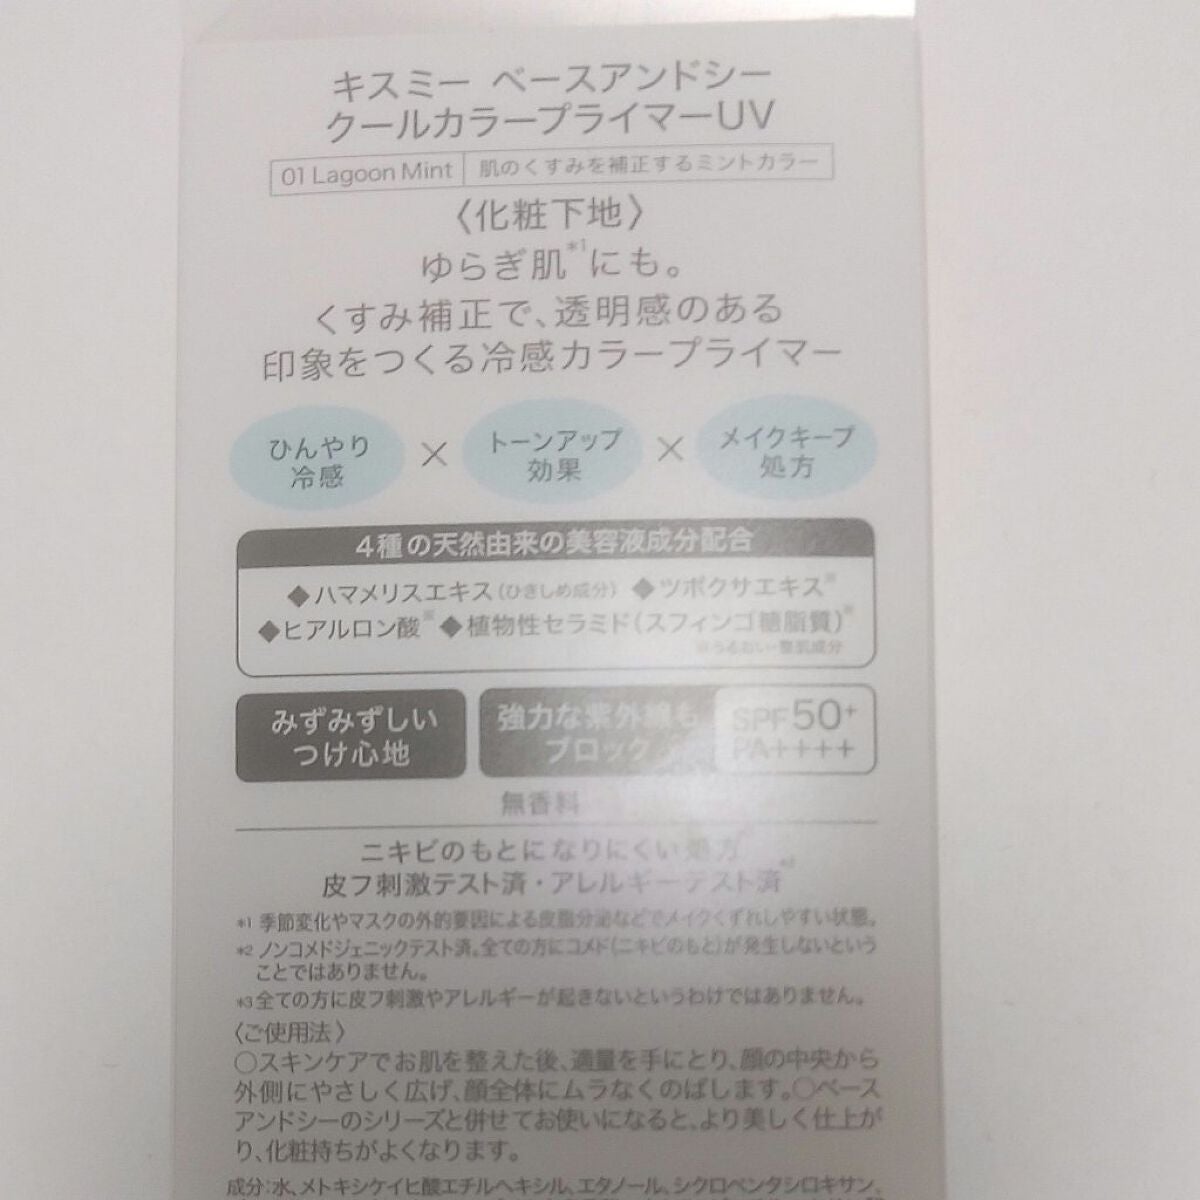 キスミー ベースアンドシー
クールカラープライマーUV
01 Lagoon Mint 肌のくすみを補正するミントカラー
〈化粧下地〉
ゆらぎ肌*1にも。
くすみ補正で、透明感のある
印象をつくる冷感カラープライマー
ひんやり
冷感
×
トーンアップ
効果
×
メイクキープ
処方
4種の天然由来の美容液成分配合
◆ハマメリスエキス(ひきしめ成分) ◆ツボクサエキス※
◆ヒアルロン酸※ ◆植物性セラミド(スフィンゴ糖脂質)※
※うるおい・整肌成分
みずみずしい
つけ心地
強力な紫外線も
ブロック
SPF50+
PA++++
無香料
ニキビのもとになりにくい処方
皮フ刺激テスト済・アレルギーテスト済*3
*1 季節変化やマスクの外的要因による皮脂分泌などでメイクくずれしやすい状態。
*2 ノンコメドジェニックテスト済。全ての方にコメド(ニキビのもと)が発生しないという
ことではありません。
*3 全ての方に皮フ刺激やアレルギーが起きないというわけではありません。
〈ご使用法〉
○スキンケアでお肌を整えた後、適量を手にとり、顔の中央から
外側にやさしく広げ、顔全体にムラなくのばします。○ベース
アンドシーのシリーズと併せてお使いになると、より美しく仕上が
り、化粧持ちがよくなります。
成分:水、メトキシケイヒ酸エチルヘキシル、エタノール、シクロペンタシロキサン、